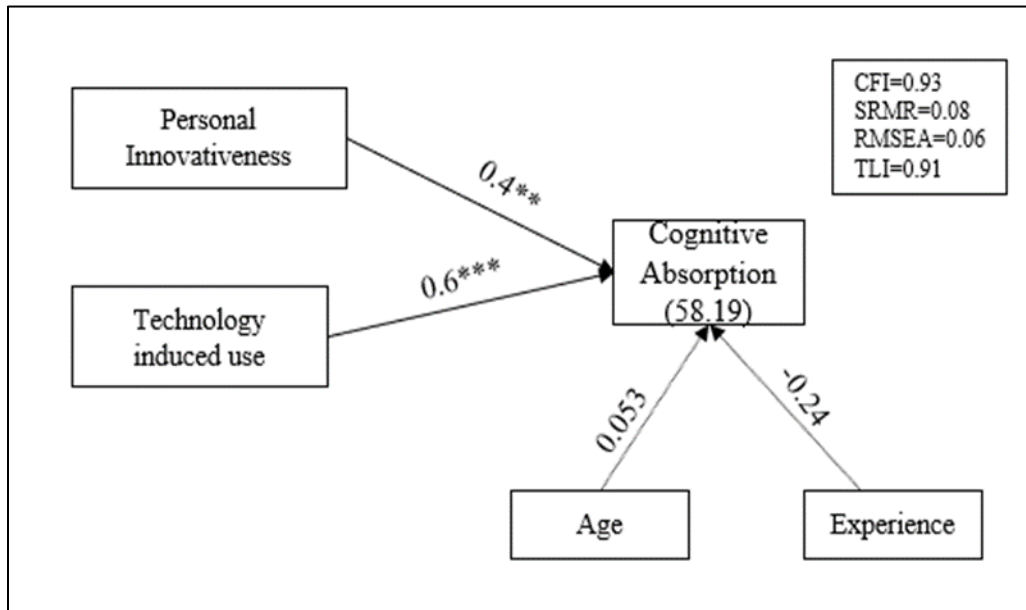 Personal
Innovativeness
CFI=0.93
SRMR=0.08
RMSEA=0.06
TLI=0.91
0.4**
Cognitive
Absorption
(58.19)
0.6***
Technology
induced use
0.053
-0.24
Age
Experience